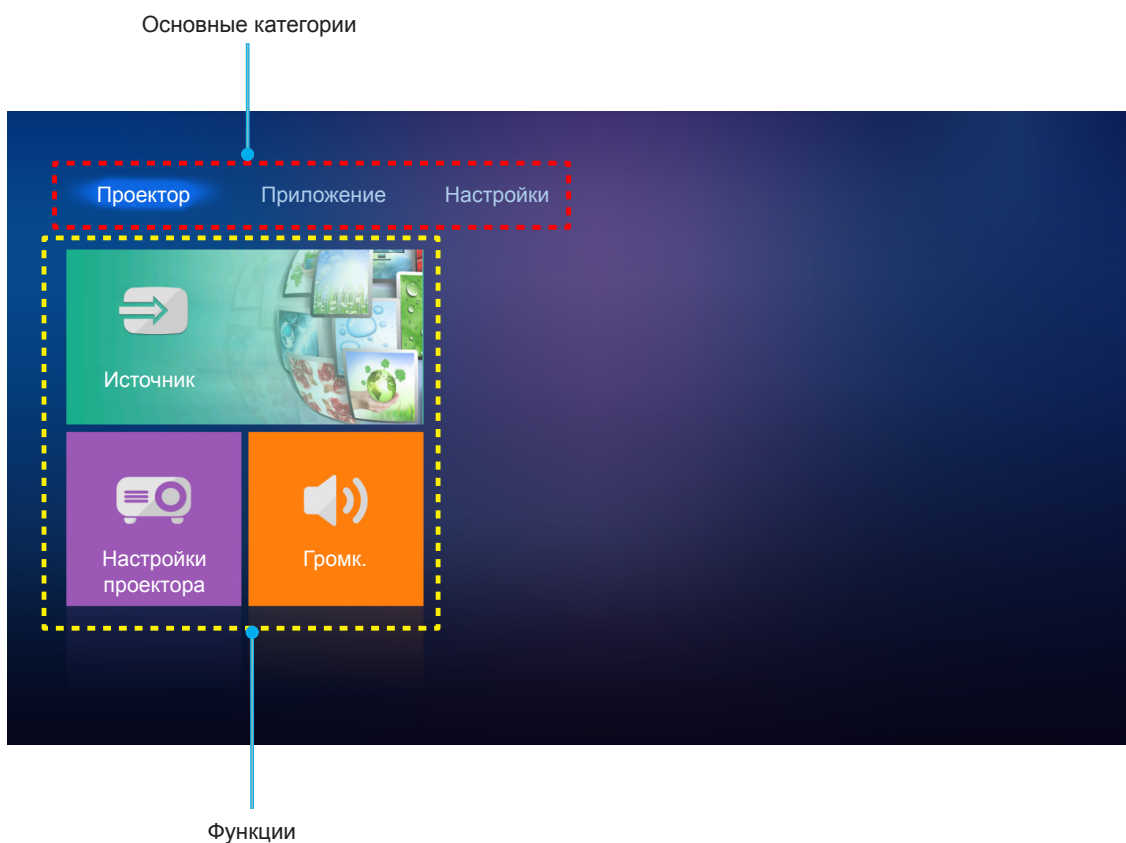 Основные категории
Проектор Приложение Настройки
Источник
Настройки
проектора
Громк.
Функции